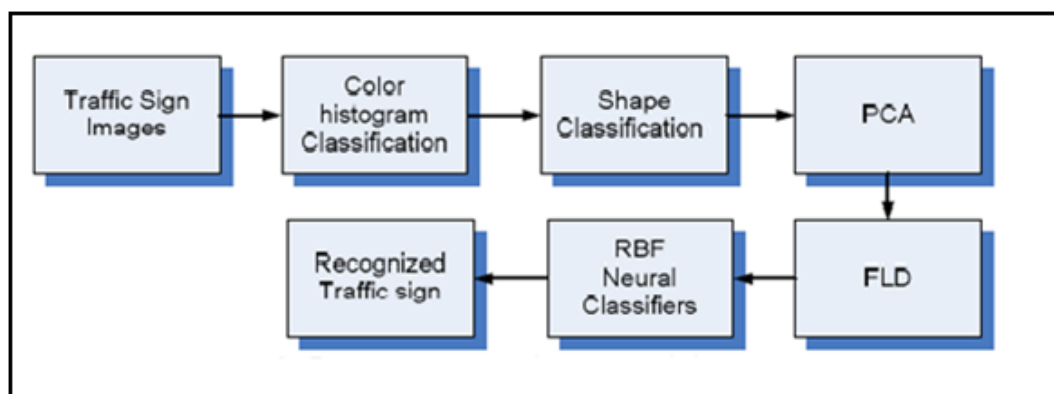 Traffic Sign
Images
Color
histogram
Classification
Shape
Classification
PCA
FLD
RBF
Neural
Classifiers
Recognized
Traffic sign